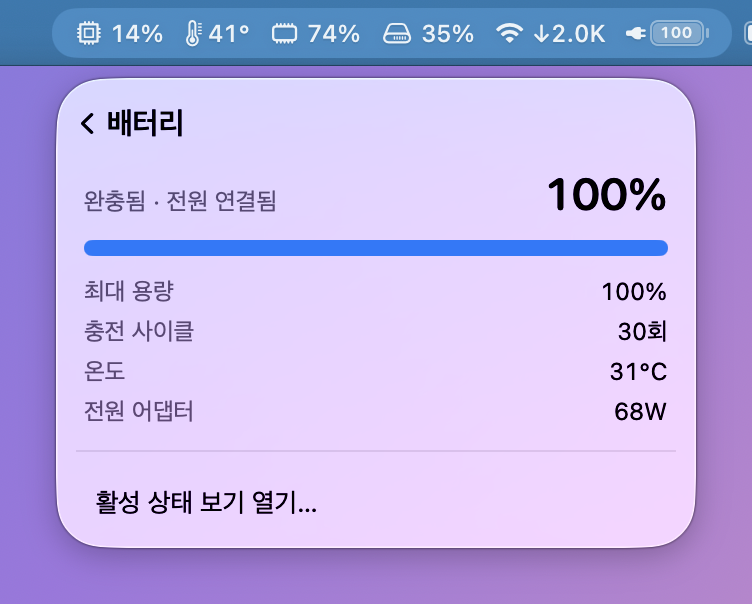 14% 41° 74% 35% ↓2.0K 100
배터리
완충됨 · 전원 연결됨 100%
최대 용량 100%
충전 사이클 30회
온도 31°C
전원 어댑터 68W
활성 상태 보기 열기...